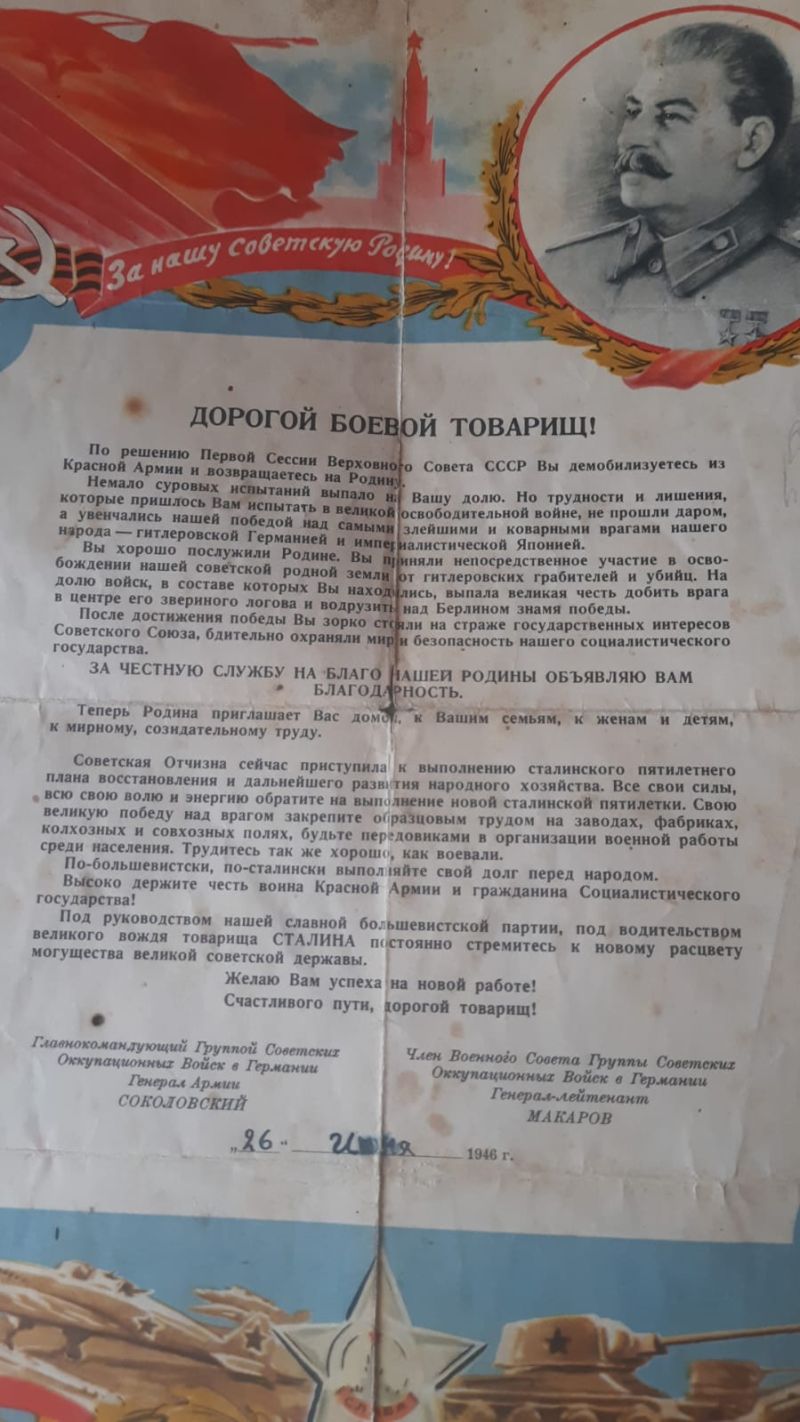 За нашу Советскую Родину!
ДОРОГОЙ БОЕВОЙ ТОВАРИЩ!
По решению Первой Сессии Верховного Совета СССР Вы демобилизуетесь из
Красной Армии и возвращаетесь на Родину.
Немало суровых испытаний выпало на Вашу долю. Но трудности и лишения,
которые пришлось Вам испытать в великой освободительной войне, не прошли даром,
а увенчались нашей победой над самыми злейшими и коварными врагами нашего
народа — гитлеровской Германией и империалистической Японией.
Вы хорошо послужили Родине. Вы приняли непосредственное участие в осво-
бождении нашей советской родной земли от гитлеровских грабителей и убийц. На
долю войск, в составе которых Вы находились, выпала великая честь добить врага
в центре его звериного логова и водрузить над Берлином знамя победы.
После достижения победы Вы зорко стояли на страже государственных интересов
Советского Союза, бдительно охраняли мир и безопасность нашего социалистического
государства.
ЗА ЧЕСТНУЮ СЛУЖБУ НА БЛАГО НАШЕЙ РОДИНЫ ОБЪЯВЛЯЮ ВАМ
БЛАГОДАРНОСТЬ.
Теперь Родина приглашает Вас домой, к Вашим семьям, к женам и детям,
к мирному, созидательному труду.
Советская Отчизна сейчас приступила к выполнению сталинского пятилетнего
плана восстановления и дальнейшего развития народного хозяйства. Все свои силы,
всю свою волю и энергию обратите на выполнение новой сталинской пятилетки. Свою
великую победу над врагом закрепите образцовым трудом на заводах, фабриках,
колхозных и совхозных полях, будьте передовиками в организации военной работы
среди населения. Трудитесь так же хорошо, как воевали.
По-большевистски, по-сталински выполняйте свой долг перед народом.
Высоко держите честь воина Красной Армии и гражданина Социалистического
государства!
Под руководством нашей славной большевистской партии, под водительством
великого вождя товарища СТАЛИНА постоянно стремитесь к новому расцвету
могущества великой советской державы.
Желаю Вам успеха на новой работе!
Счастливого пути, дорогой товарищ!
Главнокомандующий Группой Советских
Оккупационных Войск в Германии
Генерал Армии
СОКОЛОВСКИЙ
Член Военного Совета Группы Советских
Оккупационных Войск в Германии
Генерал-лейтенант
МАКАРОВ
„26" Июня 1946 г.
СЛАВА